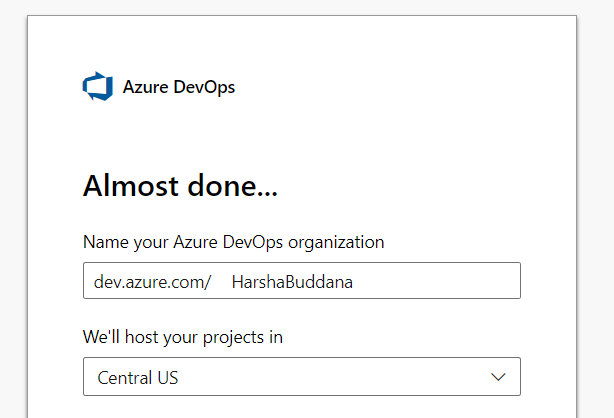 Azure DevOps
Almost done...
Name your Azure DevOps organization
dev.azure.com/ HarshaBuddana
We'll host your projects in
Central US